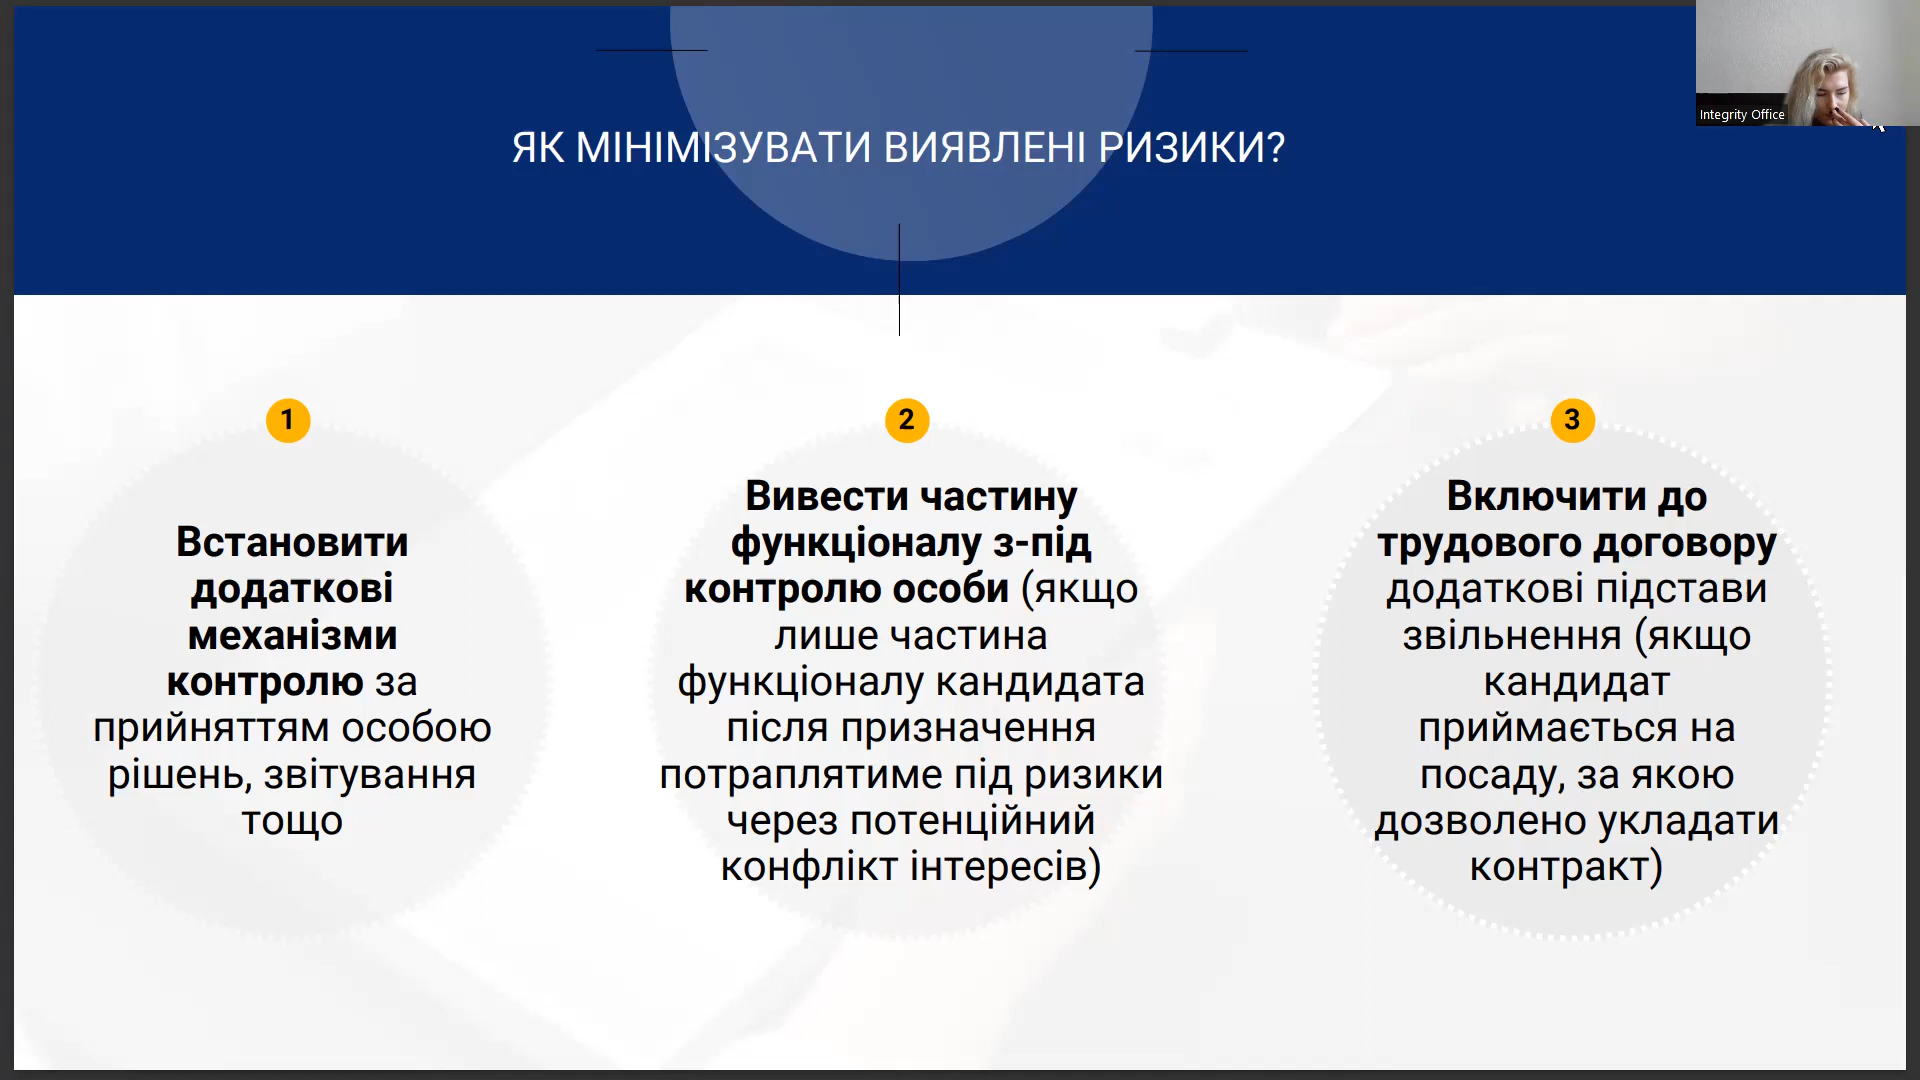 Integrity Office
ЯК МІНІМІЗУВАТИ ВИЯВЛЕНІ РИЗИКИ?
1
Встановити
додаткові
механізми
контролю за
прийняттям особою
рішень, звітування
тощо
2
Вивести частину
функціоналу з-під
контролю особи (якщо
лише частина
функціоналу кандидата
після призначення
потраплятиме під ризики
через потенційний
конфлікт інтересів)
3
Включити до
трудового договору
додаткові підстави
звільнення (якщо
кандидат
приймається на
посаду, за якою
дозволено укладати
контракт)